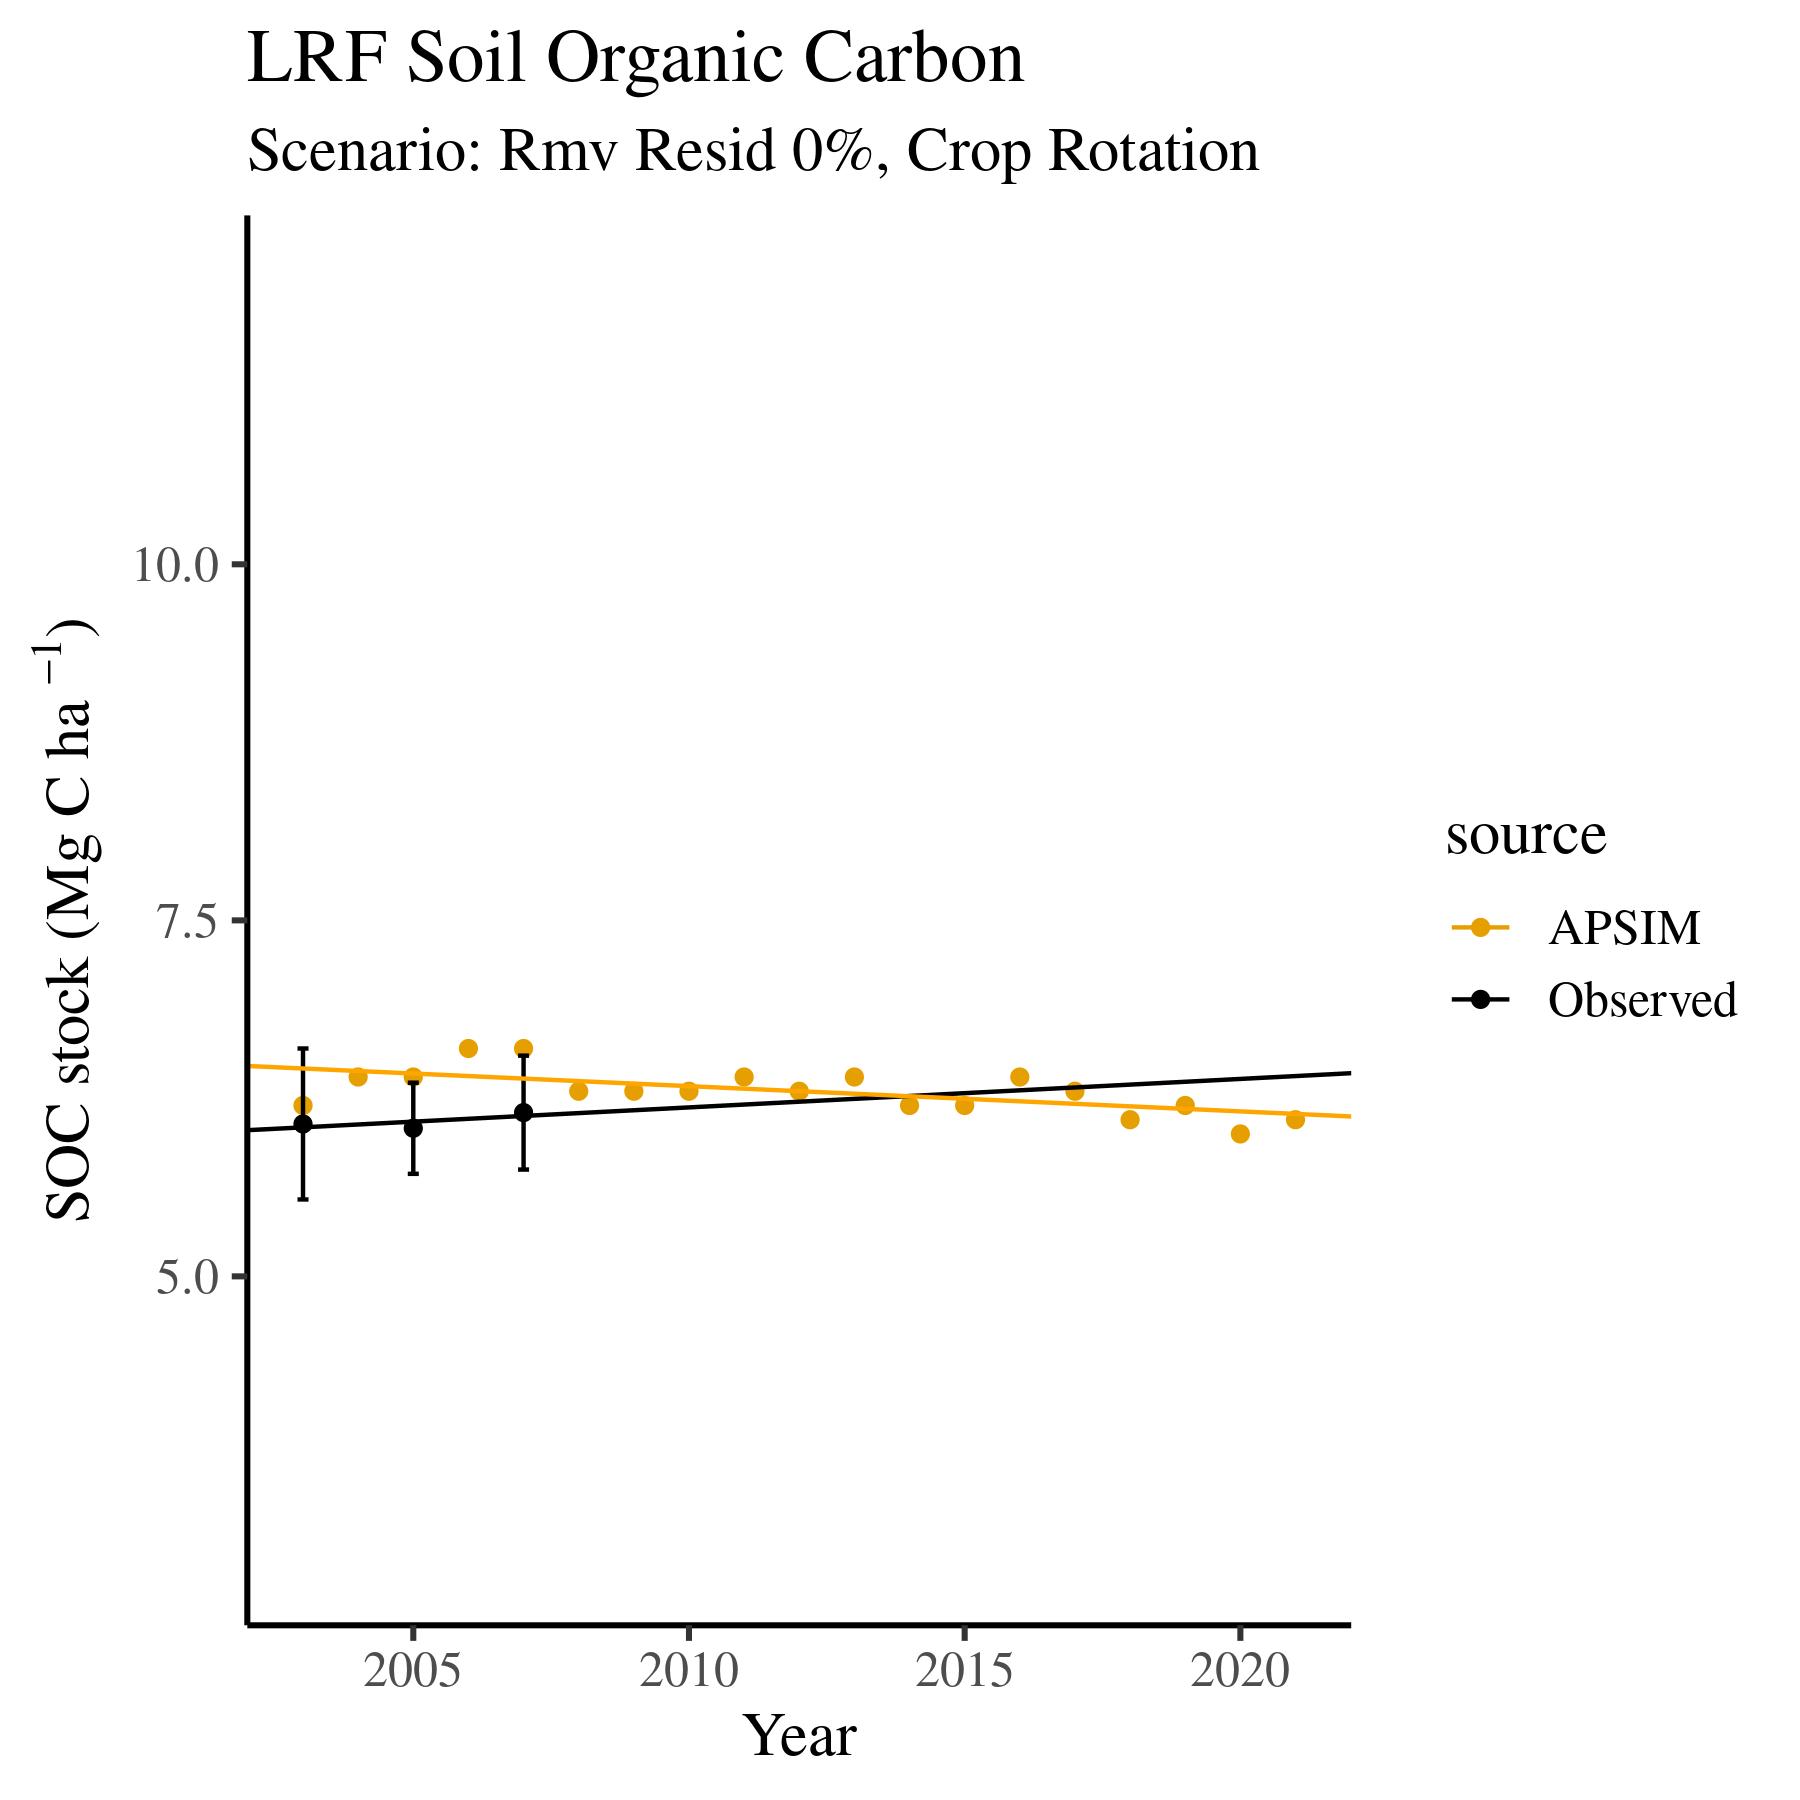 LRF Soil Organic Carbon
Scenario: Rmv Resid 0%, Crop Rotation
SOC stock (Mg C ha −1)
10.0
7.5
5.0
2005 2010 2015 2020
Year
source
APSIM
Observed